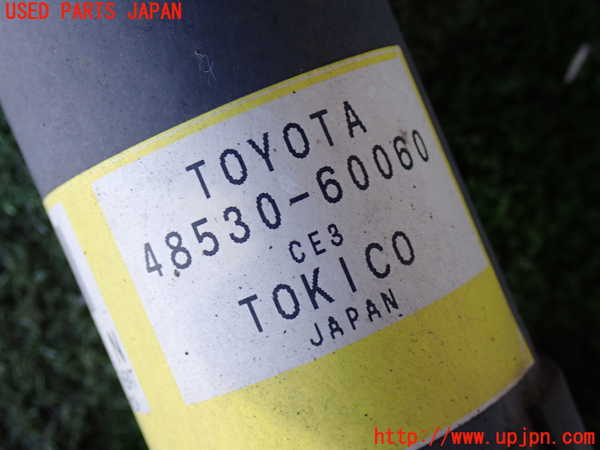 USED PARTS JAPAN
TOYOTA
48530-60060
CE3
TOKICO
JAPAN
http://www.upjpn.com/